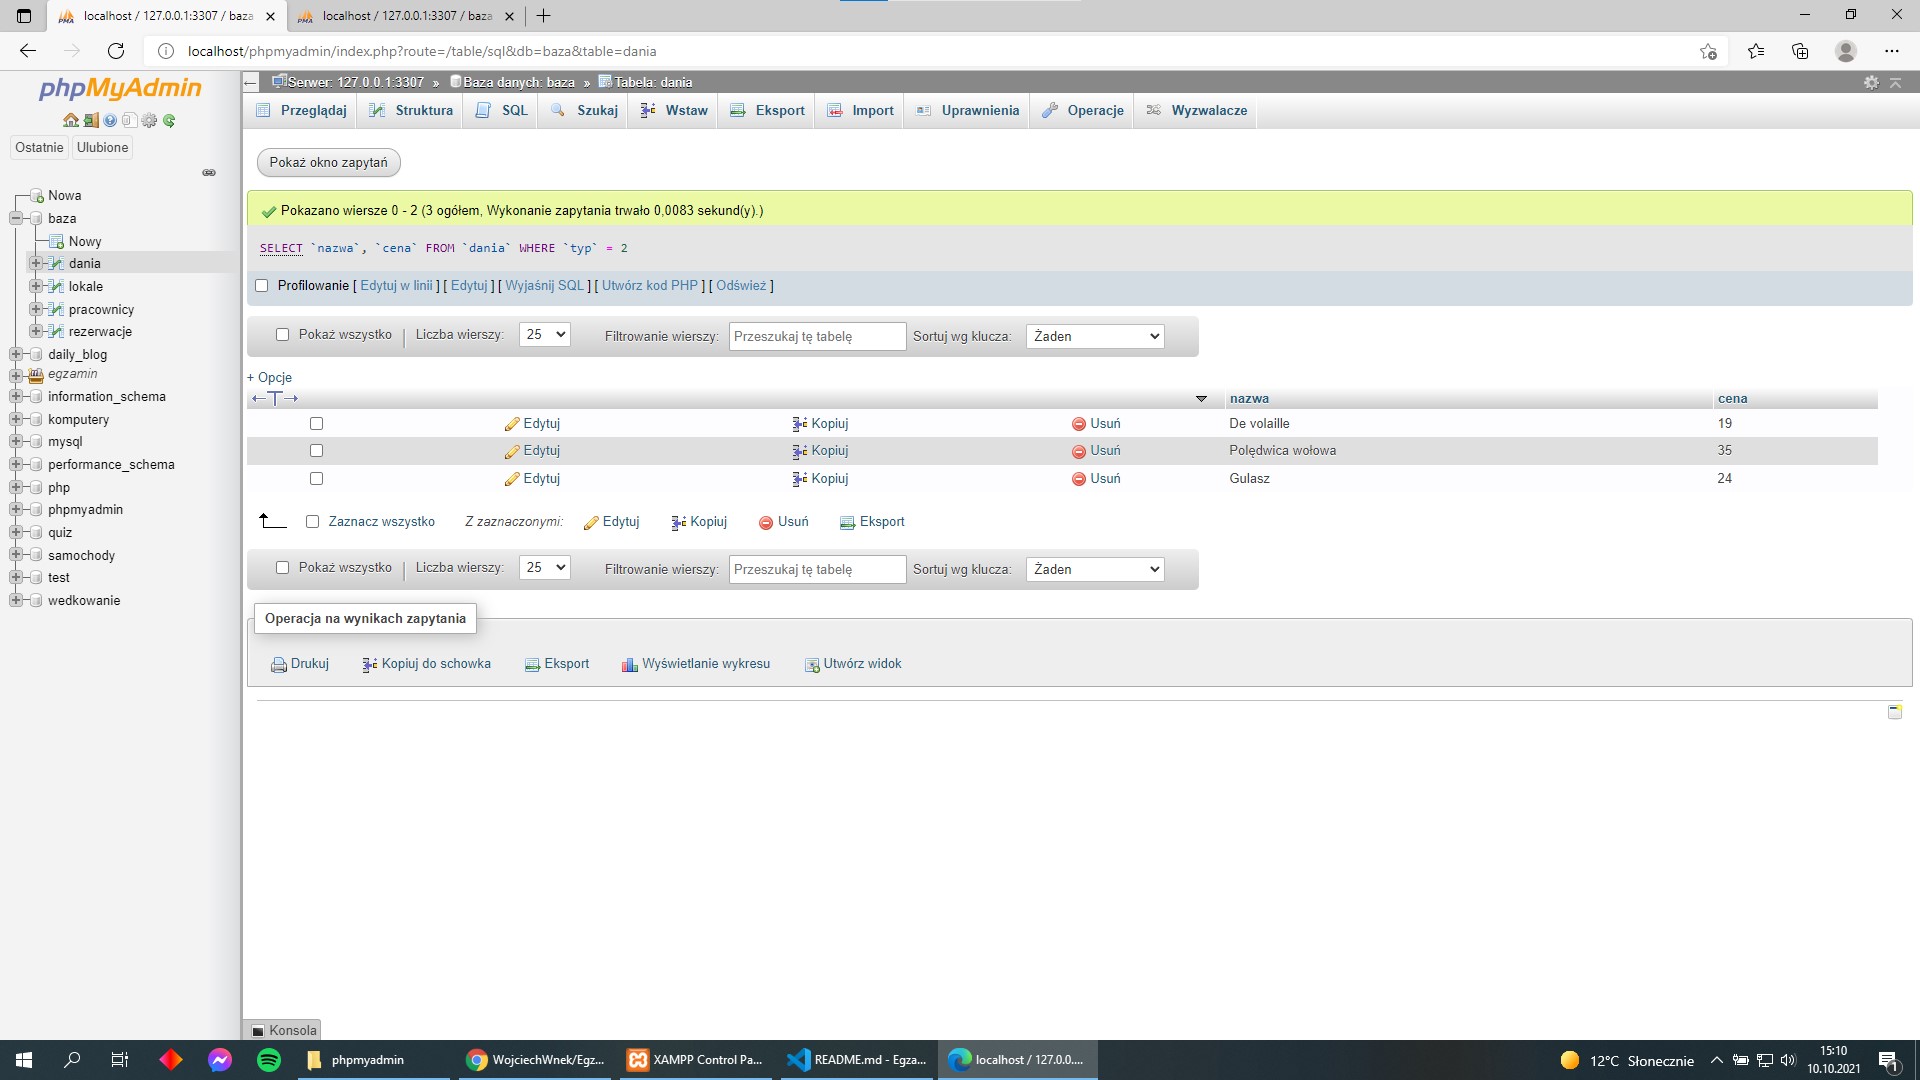 localhost / 127.0.0.1:3307 / baza
localhost / 127.0.0.1:3307 / baza
localhost/phpmyadmin/index.php?route=/table/sql&db=baza&table=dania
phpMyAdmin
Ostatnie Ulubione
Nowa
baza
Nowy
dania
lokale
pracownicy
rezerwacje
daily_blog
egzamin
information_schema
komputery
mysql
performance_schema
php
phpmyadmin
quiz
samochody
test
wedkowanie
Serwer: 127.0.0.1:3307 » Baza danych: baza » Tabela: dania
Przeglądaj Struktura SQL Szukaj Wstaw Eksport Import Uprawnienia Operacje Wyzwalacze
Pokaż okno zapytań
Pokazano wiersze 0 - 2 (3 ogółem, Wykonanie zapytania trwało 0,0083 sekund(y).)
SELECT `nazwa`, `cena` FROM `dania` WHERE `typ` = 2
Profilowanie [ Edytuj w linii ] [ Edytuj ] [ Wyjaśnij SQL ] [ Utwórz kod PHP ] [ Odśwież ]
Pokaż wszystko | Liczba wierszy: 25 Filtrowanie wierszy: Przeszukaj tę tabelę Sortuj wg klucza: Żaden
+ Opcje
←T→ nazwa cena
Edytuj Kopiuj Usuń De volaille 19
Edytuj Kopiuj Usuń Polędwica wołowa 35
Edytuj Kopiuj Usuń Gulasz 24
Zaznacz wszystko Z zaznaczonymi: Edytuj Kopiuj Usuń Eksport
Pokaż wszystko | Liczba wierszy: 25 Filtrowanie wierszy: Przeszukaj tę tabelę Sortuj wg klucza: Żaden
Operacja na wynikach zapytania
Drukuj Kopiuj do schowka Eksport Wyświetlanie wykresu Utwórz widok
Konsola
phpmyadmin WojciechWnek/Egz... XAMPP Control Pa... README.md - Egza... localhost / 127.0.0.... 12°C Słonecznie 15:10
10.10.2021
1